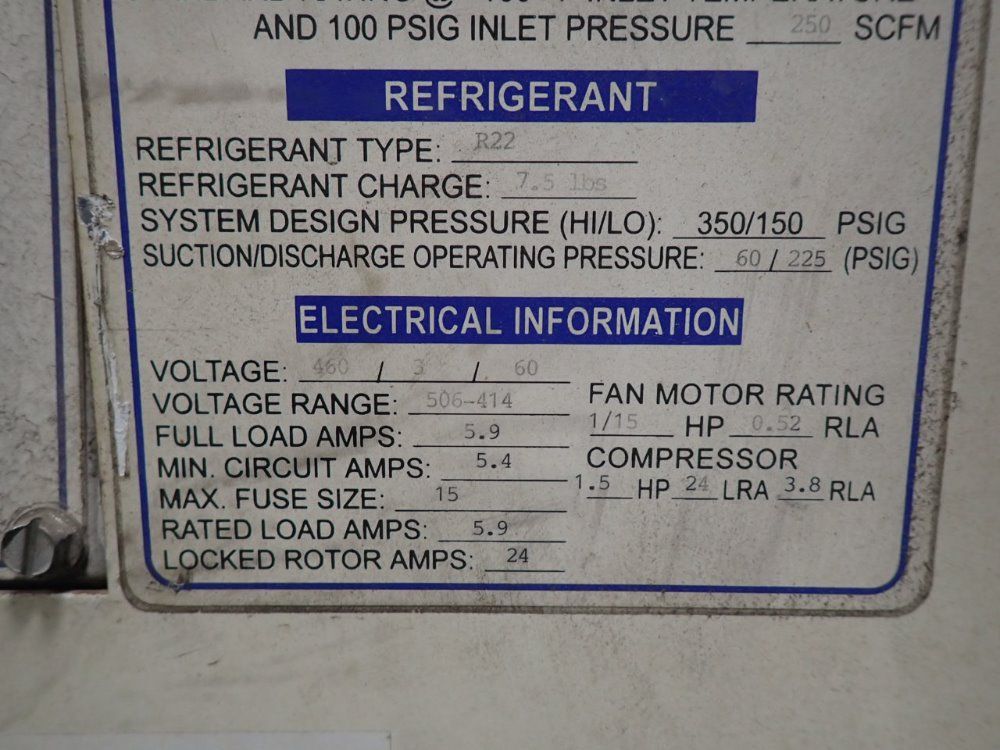 INLET TEMPERATURE
AND 100 PSIG INLET PRESSURE 250 SCFM
REFRIGERANT
REFRIGERANT TYPE: R22
REFRIGERANT CHARGE: 7.5 lbs
SYSTEM DESIGN PRESSURE (HI/LO): 350/150 PSIG
SUCTION/DISCHARGE OPERATING PRESSURE: 60 / 225 (PSIG)
ELECTRICAL INFORMATION
VOLTAGE: 460 / 3 / 60
VOLTAGE RANGE: 506-414
FULL LOAD AMPS: 5.9
MIN. CIRCUIT AMPS: 5.4
MAX. FUSE SIZE: 15
RATED LOAD AMPS: 5.9
LOCKED ROTOR AMPS: 24
FAN MOTOR RATING
1/15 HP 0.52 RLA
COMPRESSOR
1.5 HP 24 LRA 3.8 RLA